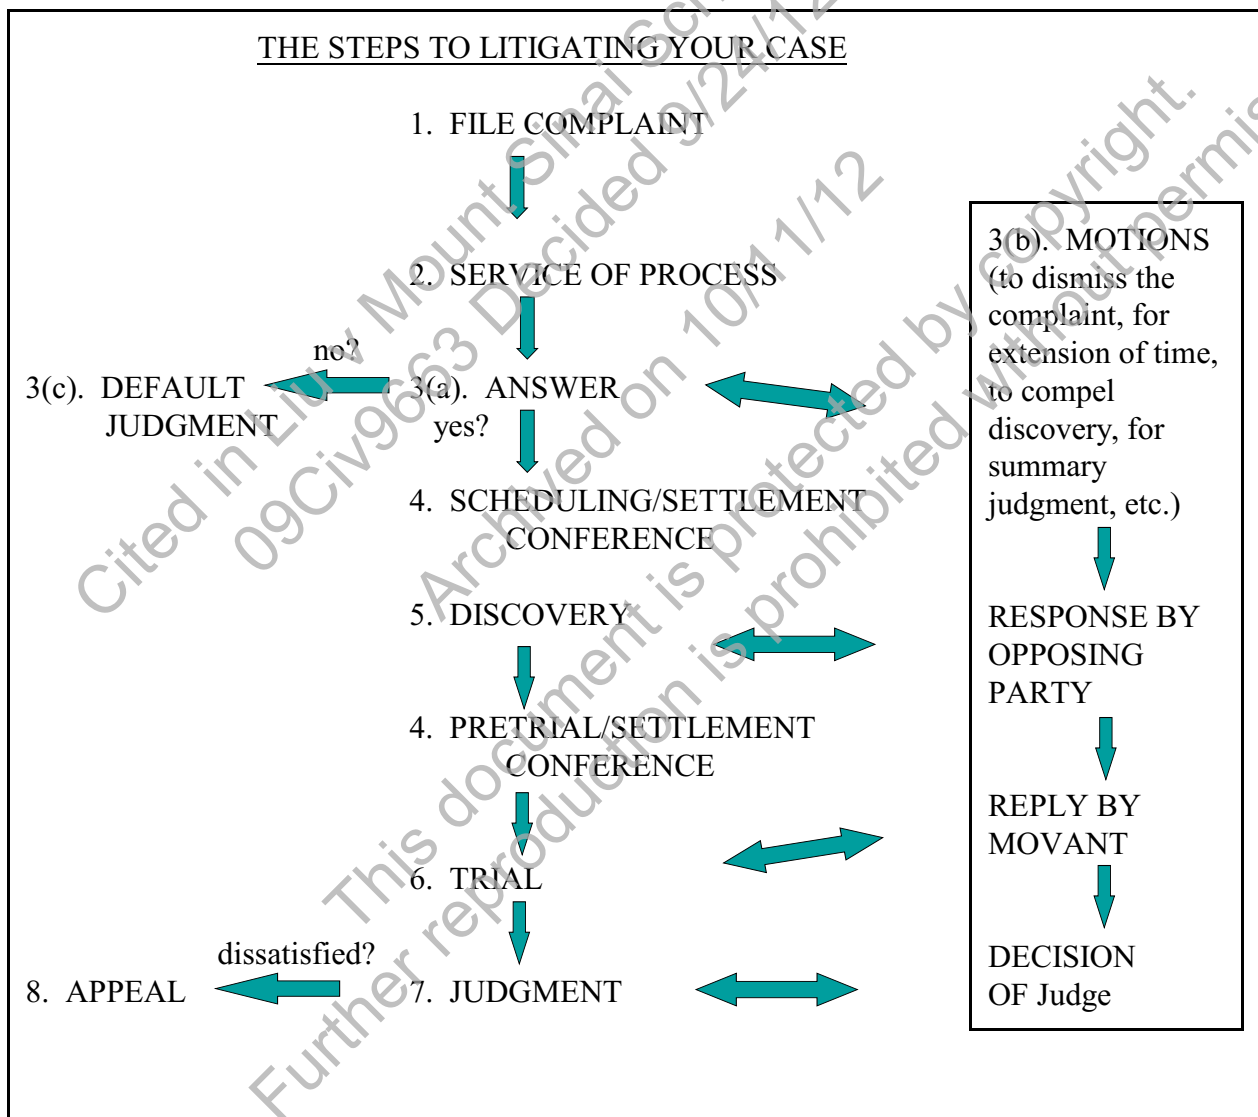 THE STEPS TO LITIGATING YOUR CASE
1. FILE COMPLAINT
2. SERVICE OF PROCESS
no?
3(c). DEFAULT
JUDGMENT
3(a). ANSWER
yes?
4. SCHEDULING/SETTLEMENT
CONFERENCE
5. DISCOVERY
4. PRETRIAL/SETTLEMENT
CONFERENCE
6. TRIAL
dissatisfied?
8. APPEAL
7. JUDGMENT
3(b). MOTIONS
(to dismiss the
complaint, for
extension of time,
to compel
discovery, for
summary
judgment, etc.)
RESPONSE BY
OPPOSING
PARTY
REPLY BY
MOVANT
DECISION
OF Judge
Cited in Liu v Mount Sinai
09Civ9663 Decided 9/24/12
Archived on 10/11/12
This document is protected by copyright.
Further reproduction is prohibited without